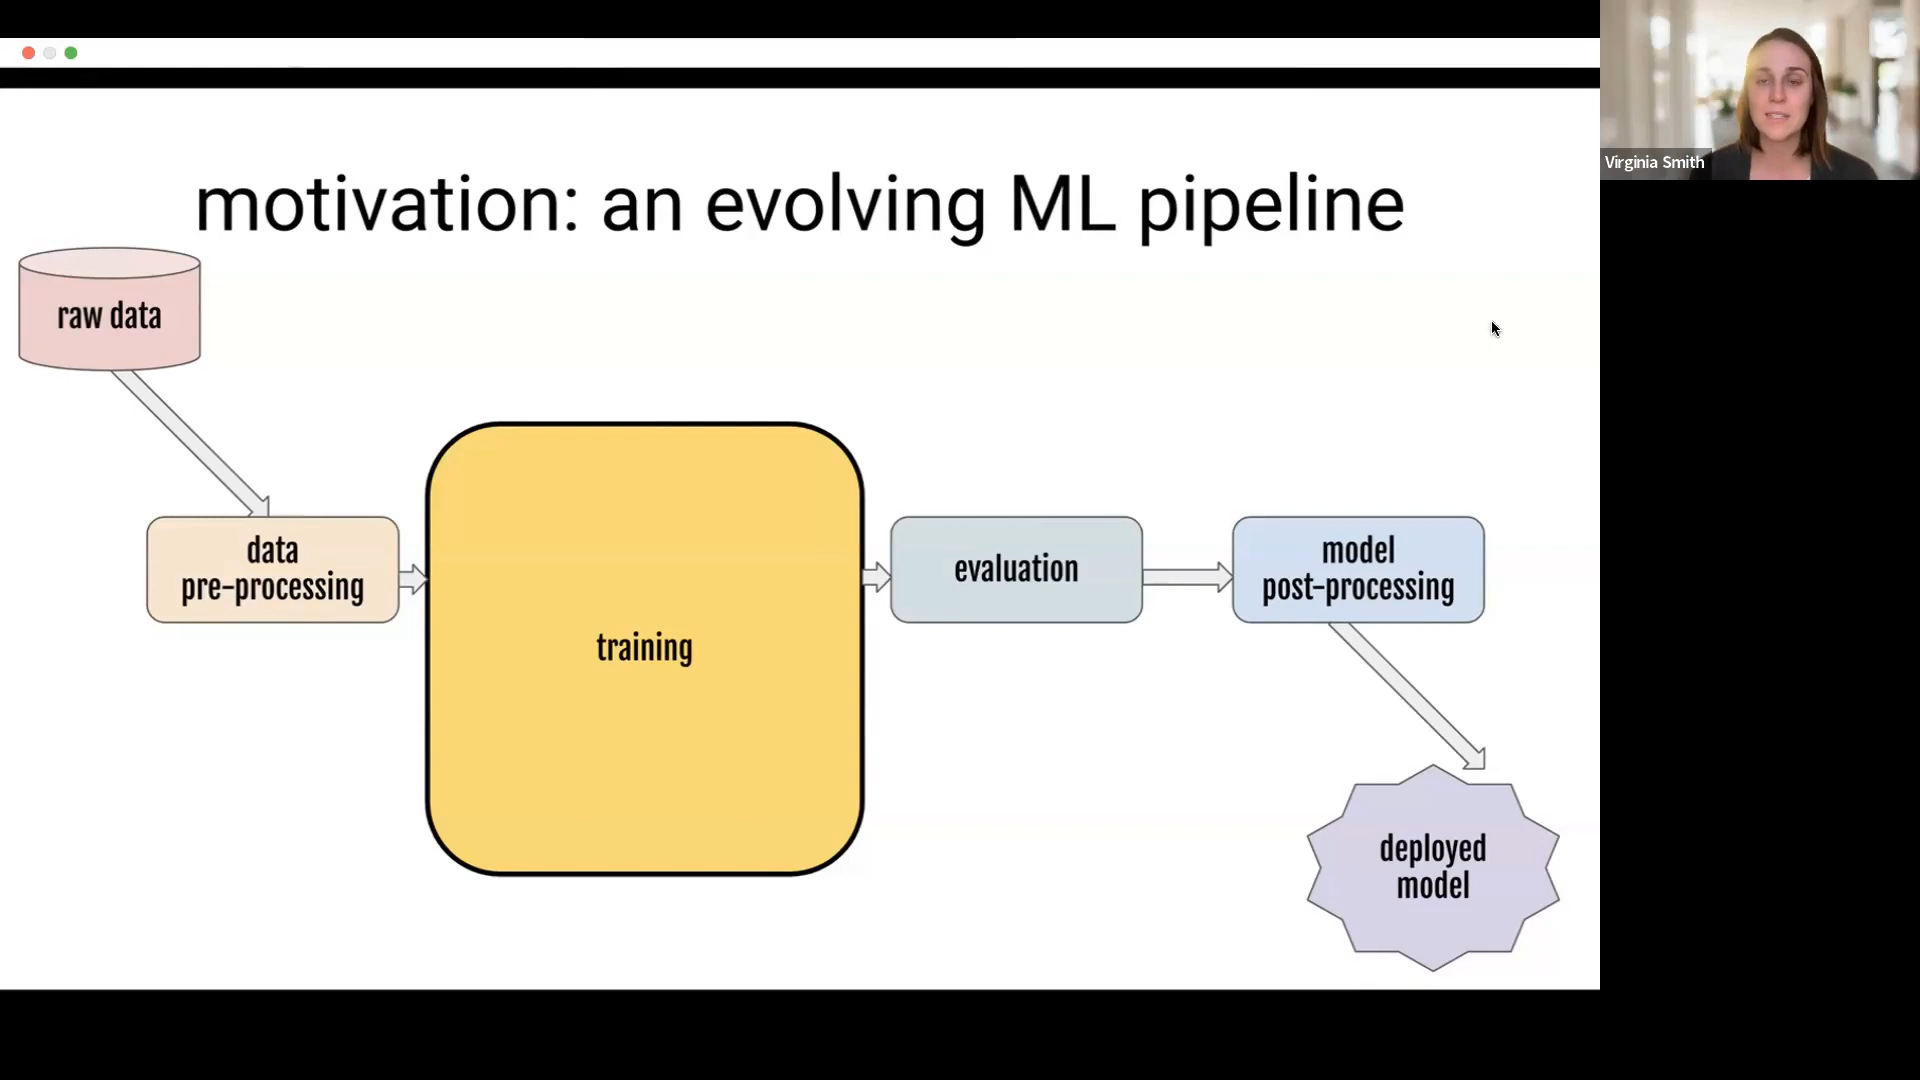 Virginia Smith
motivation: an evolving ML pipeline
raw data
data
pre-processing
training
evaluation
model
post-processing
deployed
model